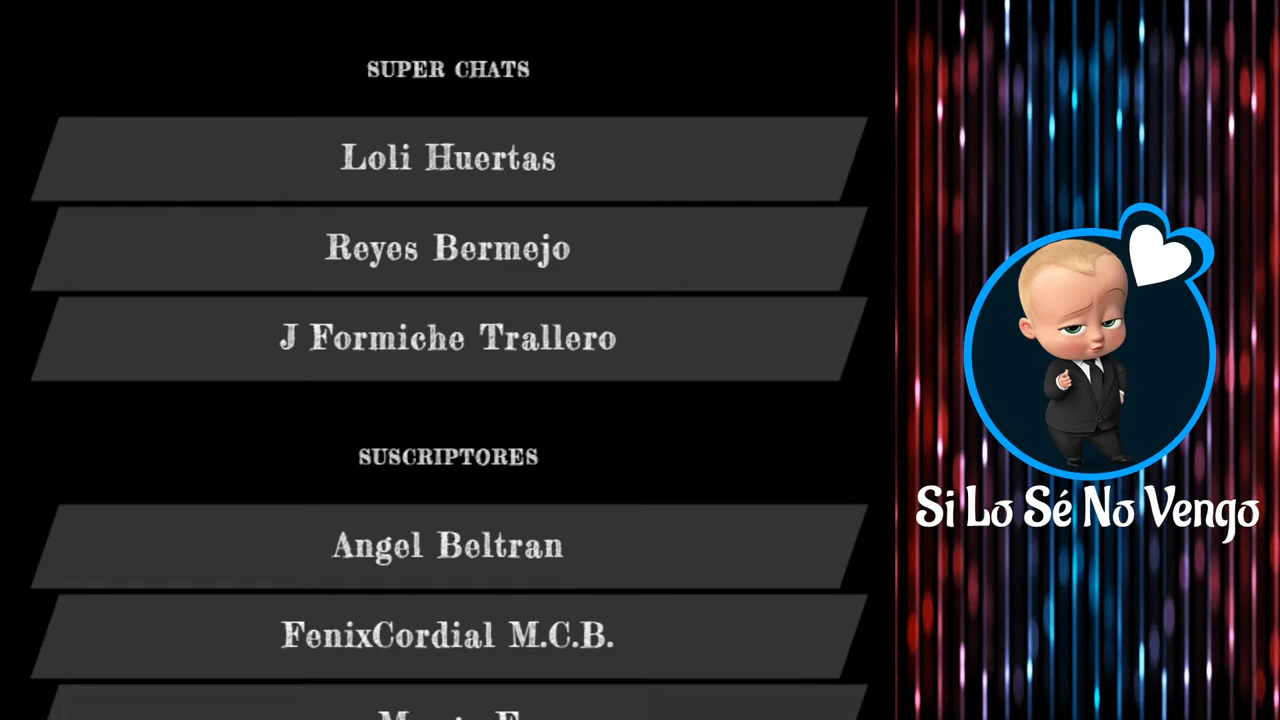 SUPER CHATS
Loli Huertas
Reyes Bermejo
J Formiche Trallero
SUSCRIPTORES
Angel Beltran
FenixCordial M.C.B.
Si Lo Sé No Vengo